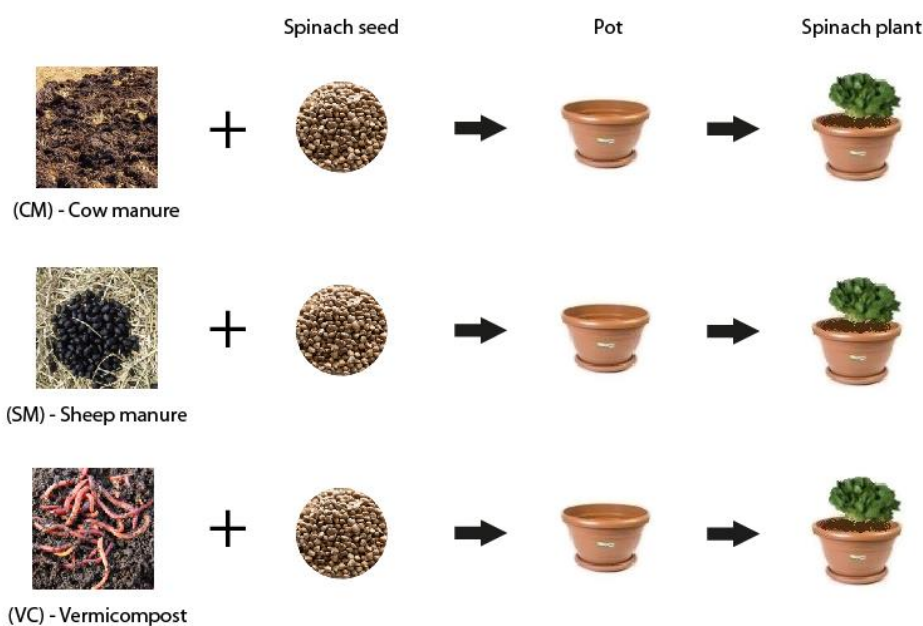 Spinach seed
Pot
Spinach plant
(CM) - Cow manure
(SM) - Sheep manure
(VC) - Vermicompost